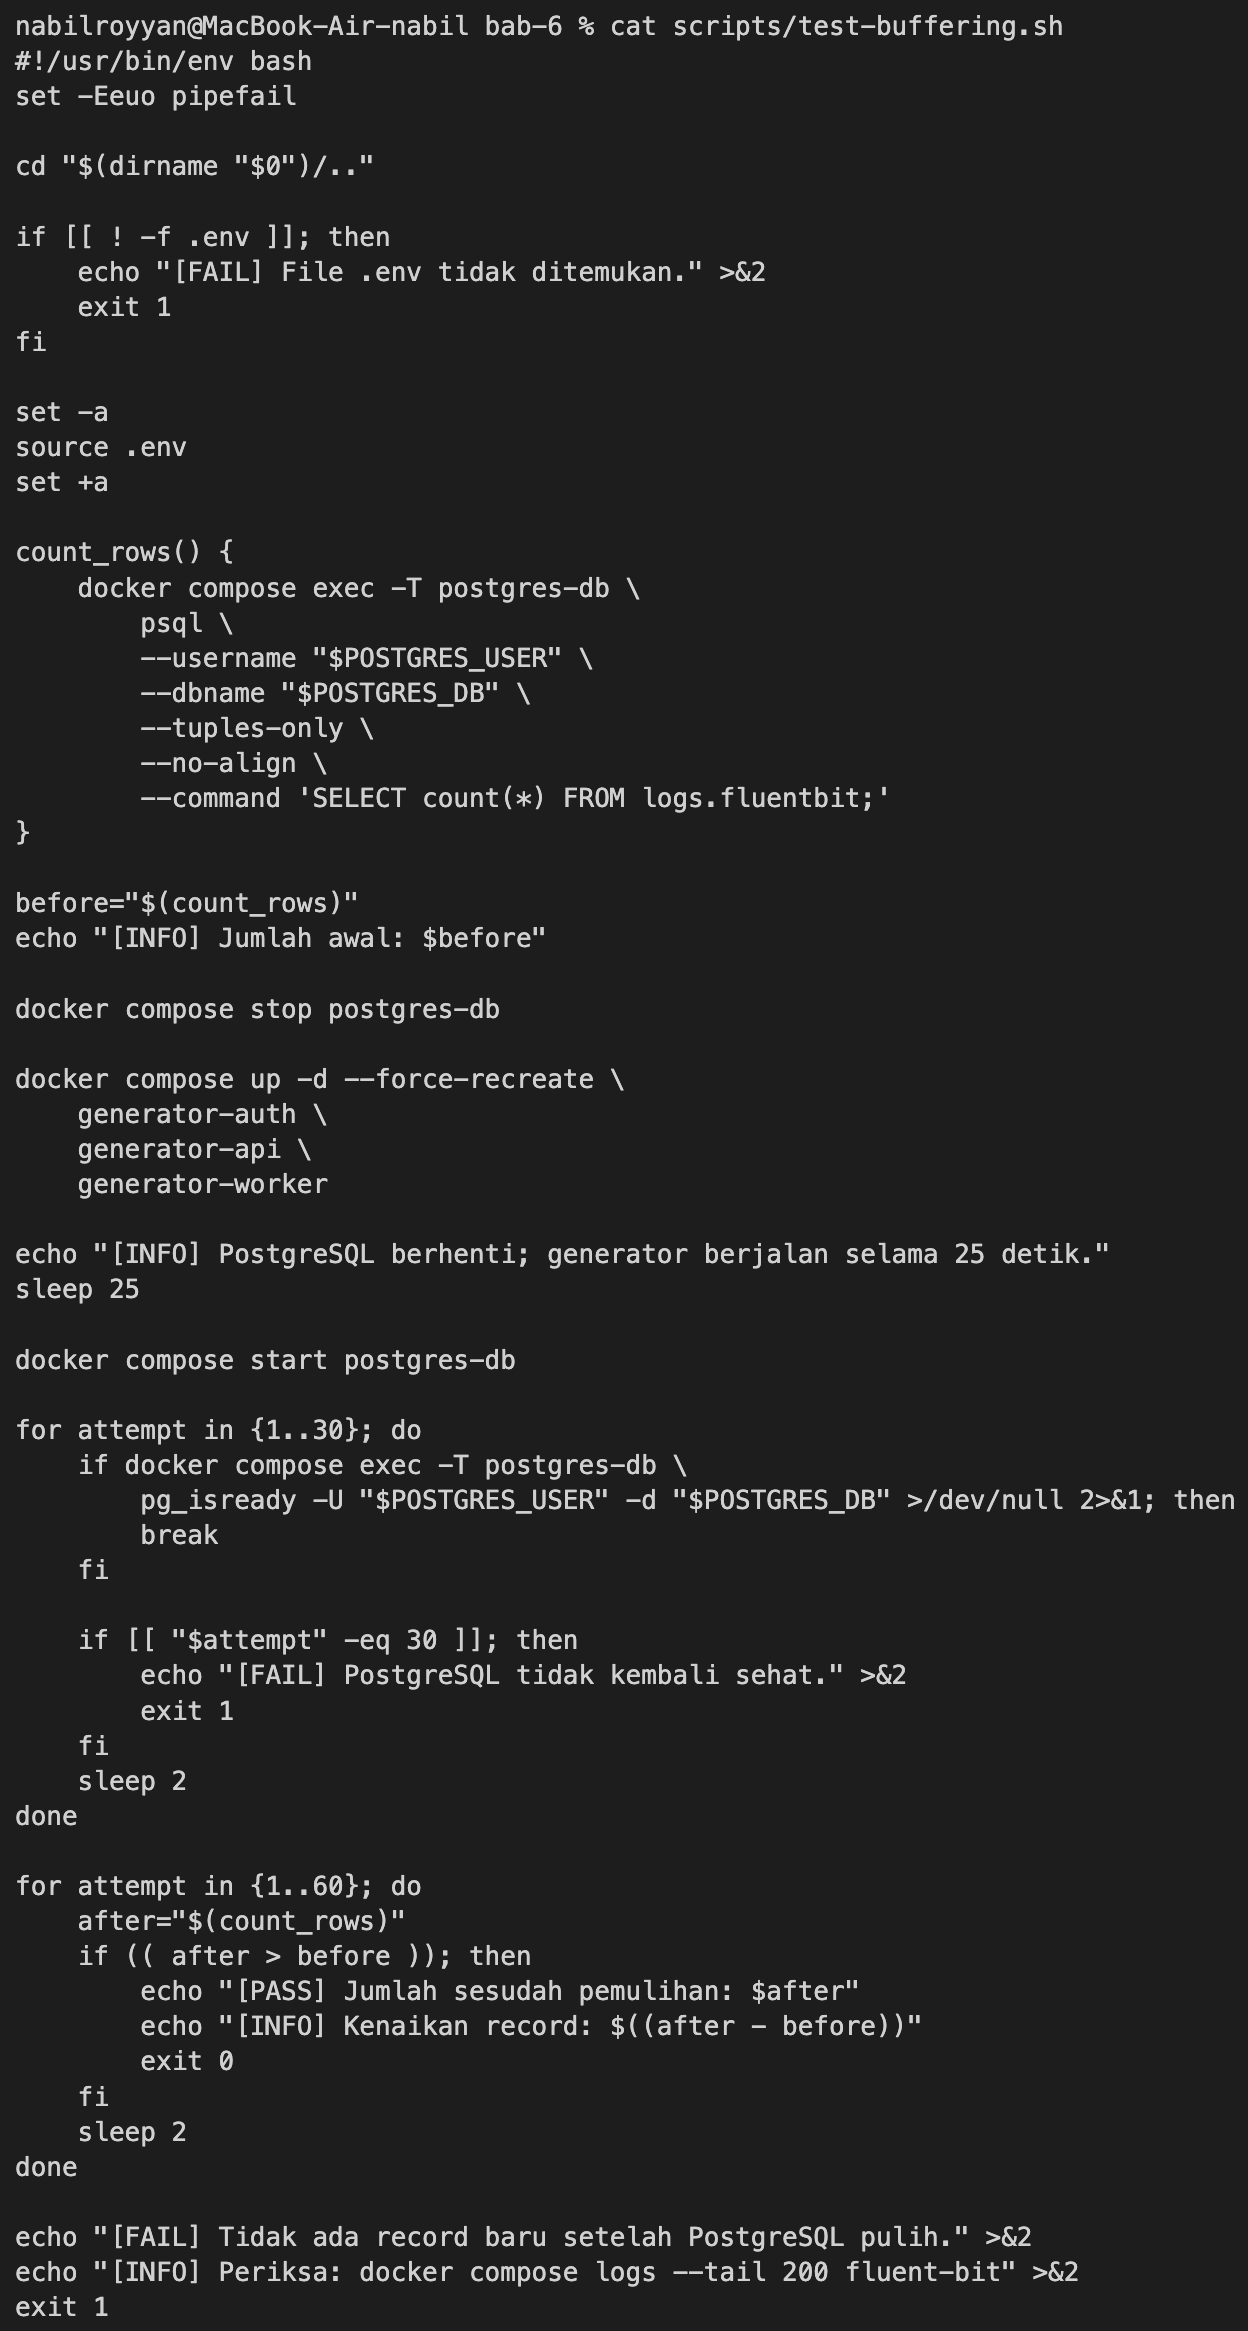 nabilroyyan@MacBook-Air-nabil bab-6 % cat scripts/test-buffering.sh
#!/usr/bin/env bash
set -Eeuo pipefail

cd "$(dirname "$0")/.."

if [[ ! -f .env ]]; then
    echo "[FAIL] File .env tidak ditemukan." >&2
    exit 1
fi

set -a
source .env
set +a

count_rows() {
    docker compose exec -T postgres-db \
        psql \
        --username "$POSTGRES_USER" \
        --dbname "$POSTGRES_DB" \
        --tuples-only \
        --no-align \
        --command 'SELECT count(*) FROM logs.fluentbit;'
}

before="$(count_rows)"
echo "[INFO] Jumlah awal: $before"

docker compose stop postgres-db

docker compose up -d --force-recreate \
    generator-auth \
    generator-api \
    generator-worker

echo "[INFO] PostgreSQL berhenti; generator berjalan selama 25 detik."
sleep 25

docker compose start postgres-db

for attempt in {1..30}; do
    if docker compose exec -T postgres-db \
        pg_isready -U "$POSTGRES_USER" -d "$POSTGRES_DB" >/dev/null 2>&1; then
        break
    fi

    if [[ "$attempt" -eq 30 ]]; then
        echo "[FAIL] PostgreSQL tidak kembali sehat." >&2
        exit 1
    fi
    sleep 2
done

for attempt in {1..60}; do
    after="$(count_rows)"
    if (( after > before )); then
        echo "[PASS] Jumlah sesudah pemulihan: $after"
        echo "[INFO] Kenaikan record: $((after - before))"
        exit 0
    fi
    sleep 2
done

echo "[FAIL] Tidak ada record baru setelah PostgreSQL pulih." >&2
echo "[INFO] Periksa: docker compose logs --tail 200 fluent-bit" >&2
exit 1